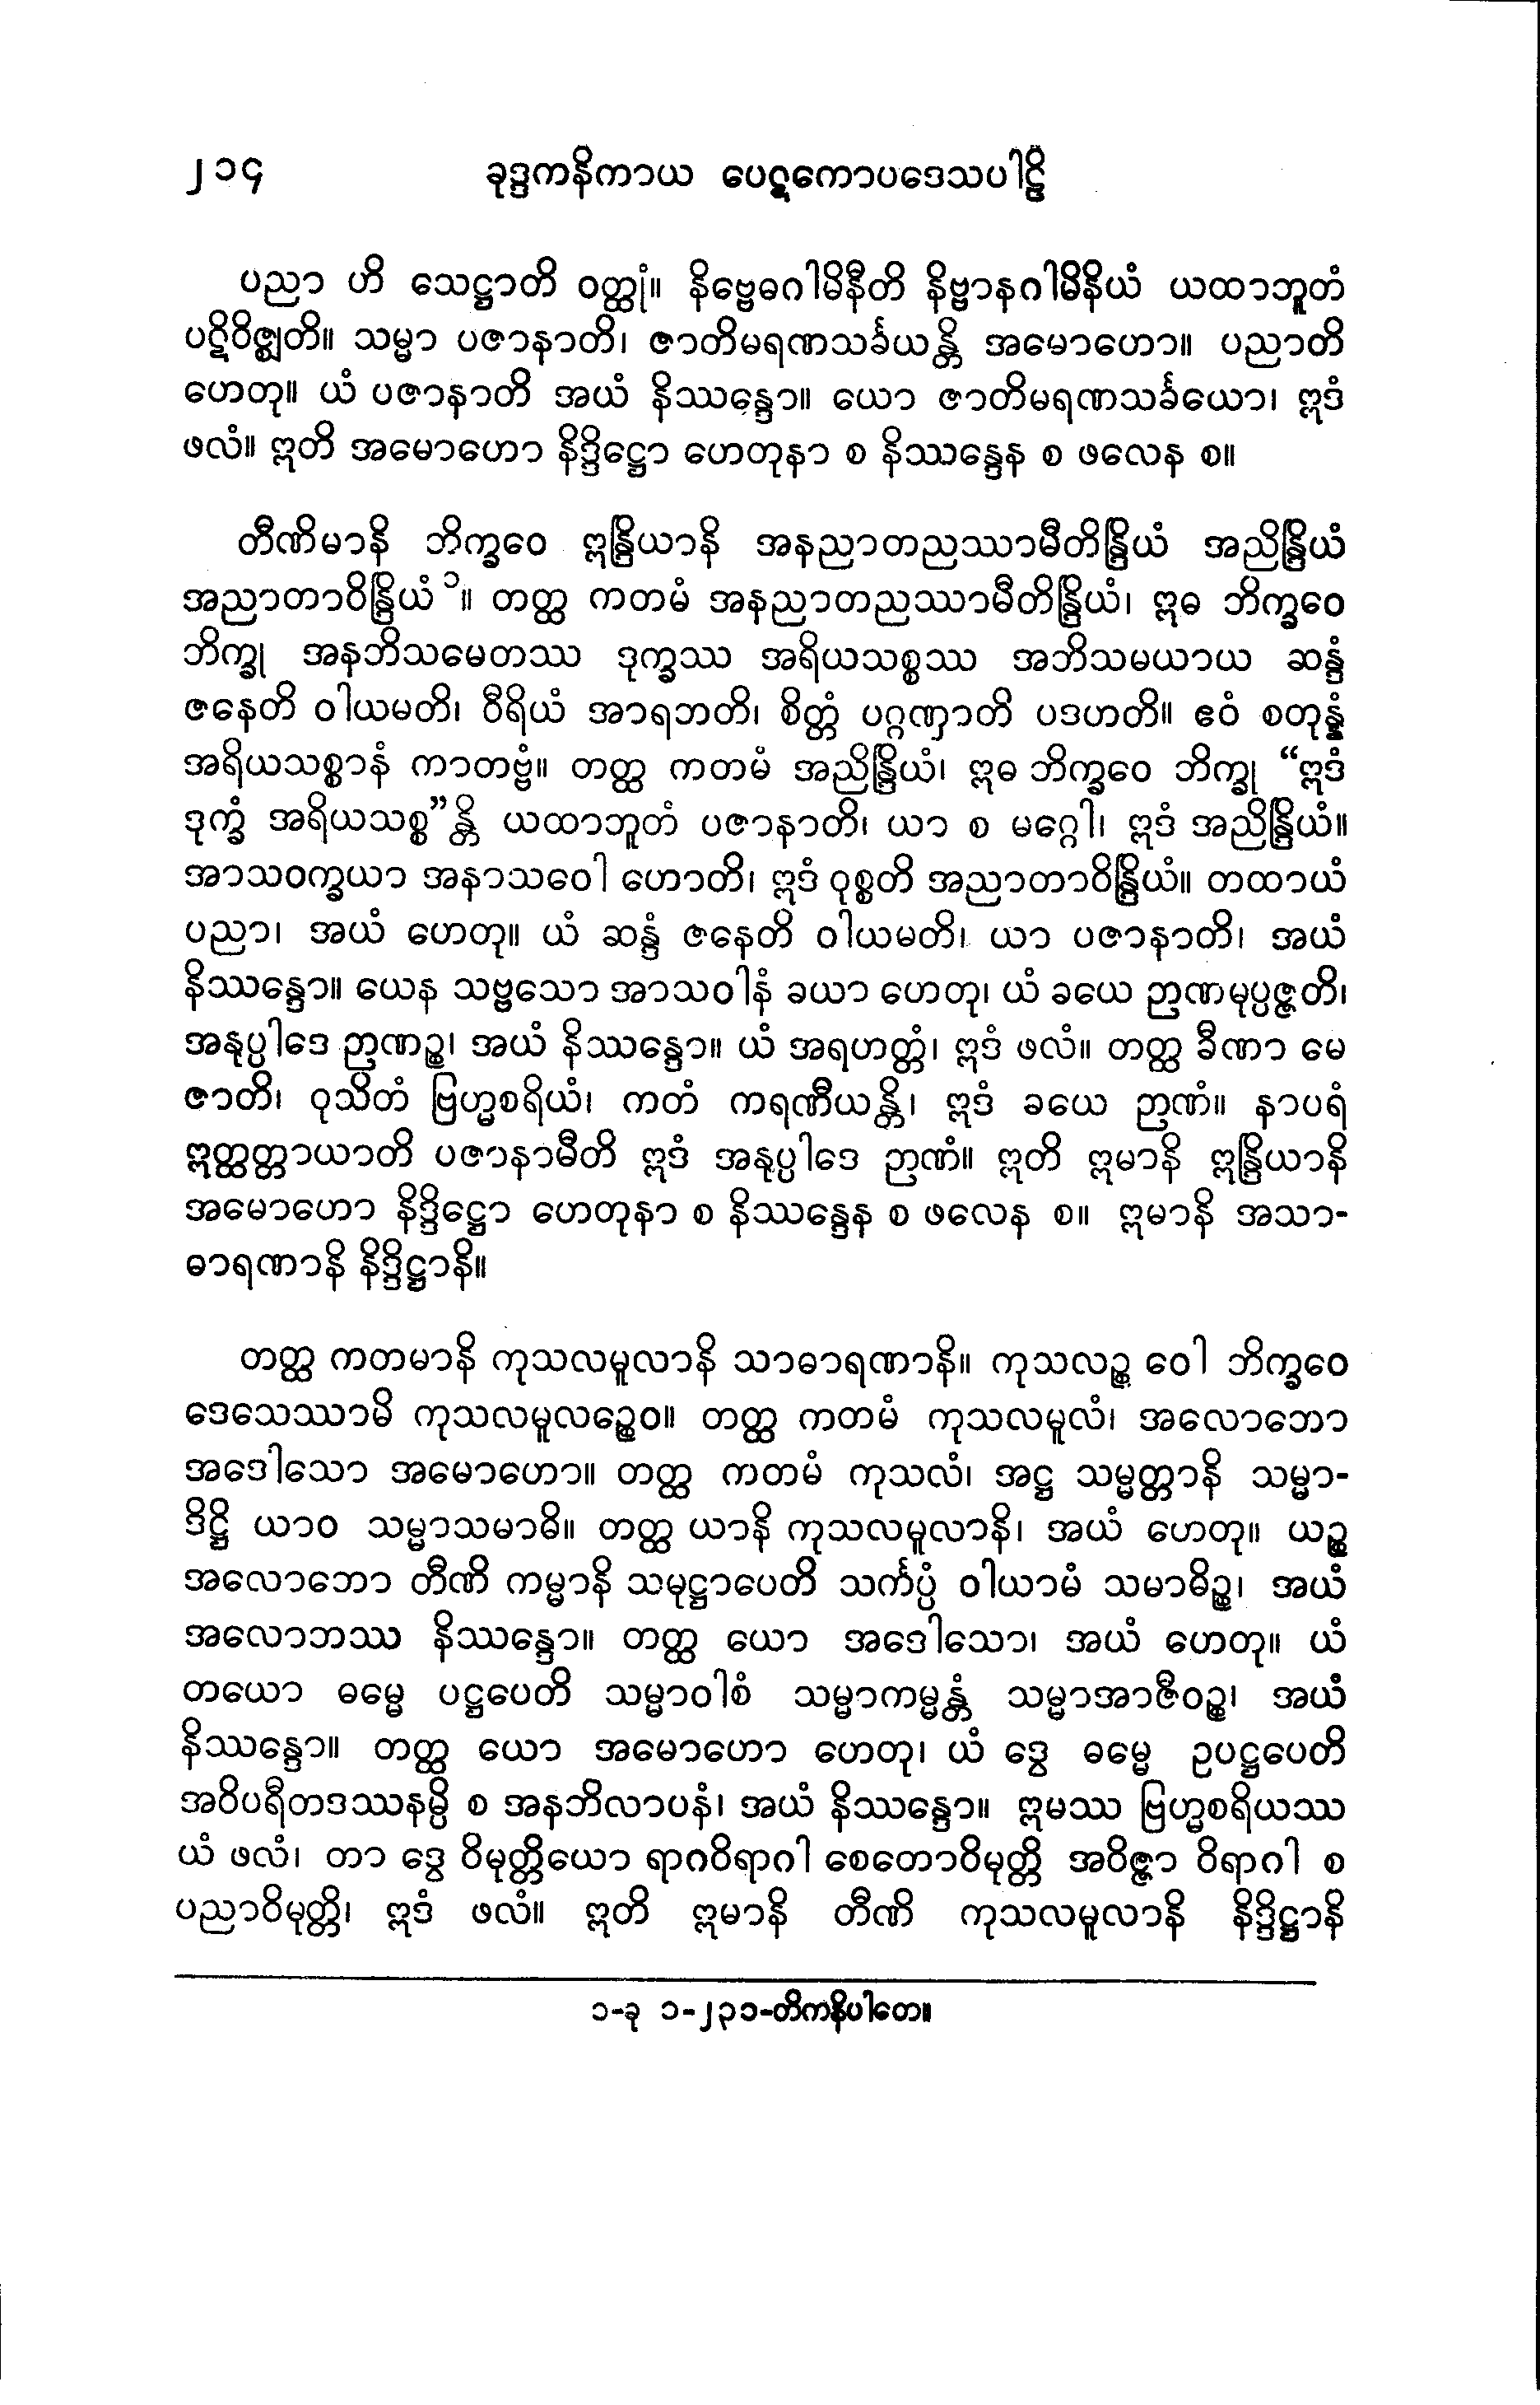 ၂၁၄ ခုဒ္ဒကနိကာယ ပေဋကောပဒေသပါဠိ
ပညာ ဟိ သေဋ္ဌာတိ ဝတ္ထုံ။ နိဗ္ဗေဓဂါမိနီတိ နိဗ္ဗာနဂါမိနိယံ ယထာဘူတံ
ပဋိဝိဇ္ဈတိ။ သမ္မာ ပဇာနာတိ၊ ဇာတိမရဏသင်္ခယန္တိ အမောဟော။ ပညာတိ
ဟေတု။ ယံ ပဇာနာတိ အယံ နိဿန္ဒော။ ယော ဇာတိမရဏသင်္ခယော၊ ဣဒံ
ဖလံ။ ဣတိ အမောဟော နိဒ္ဒိဋ္ဌော ဟေတုနာ စ နိဿန္ဒေန စ ဖလေန စ။
တီဏိမာနိ ဘိက္ခဝေ ဣန္ဒြိယာနိ အနညာတညဿာမီတိန္ဒြိယံ အညိန္ဒြိယံ
အညာတာဝိန္ဒြိယံ ၁။ တတ္ထ ကတမံ အနညာတညဿာမီတိန္ဒြိယံ၊ ဣဓ ဘိက္ခဝေ
ဘိက္ခု အနဘိသမေတဿ ဒုက္ခဿ အရိယသစ္စဿ အဘိသမယာယ ဆန္ဒံ
ဇနေတိ ဝါယမတိ၊ ဝီရိယံ အာရဘတိ၊ စိတ္တံ ပဂ္ဂဏှာတိ ပဒဟတိ။ ဧဝံ စတုန္နံ
အရိယသစ္စာနံ ကာတဗ္ဗံ။ တတ္ထ ကတမံ အညိန္ဒြိယံ၊ ဣဓ ဘိက္ခဝေ ဘိက္ခု “ဣဒံ
ဒုက္ခံ အရိယသစ္စ”န္တိ ယထာဘူတံ ပဇာနာတိ၊ ယာ စ မဂ္ဂေါ၊ ဣဒံ အညိန္ဒြိယံ။
အာသဝက္ခယာ အနာသဝေါ ဟောတိ၊ ဣဒံ ဝုစ္စတိ အညာတာဝိန္ဒြိယံ။ တထာယံ
ပညာ၊ အယံ ဟေတု။ ယံ ဆန္ဒံ ဇနေတိ ဝါယမတိ၊ ယာ ပဇာနာတိ၊ အယံ
နိဿန္ဒော။ ယေန သဗ္ဗသော အာသဝါနံ ခယာ ဟေတု၊ ယံ ခယေ ဉာဏမုပ္ပဇ္ဇတိ၊
အနုပ္ပါဒေ ဉာဏဉ္စ၊ အယံ နိဿန္ဒော။ ယံ အရဟတ္တံ၊ ဣဒံ ဖလံ။ တတ္ထ ခီဏာ မေ
ဇာတိ၊ ဝုသိတံ ဗြဟ္မစရိယံ၊ ကတံ ကရဏီယန္တိ၊ ဣဒံ ခယေ ဉာဏံ။ နာပရံ
ဣတ္ထတ္တာယာတိ ပဇာနာမီတိ ဣဒံ အနုပ္ပါဒေ ဉာဏံ။ ဣတိ ဣမာနိ ဣန္ဒြိယာနိ
အမောဟော နိဒ္ဒိဋ္ဌော ဟေတုနာ စ နိဿန္ဒေန စ ဖလေန စ။ ဣမာနိ အသာ-
ဓာရဏာနိ နိဒ္ဒိဋ္ဌာနိ။
တတ္ထ ကတမာနိ ကုသလမူလာနိ သာဓာရဏာနိ။ ကုသလဉ္စ ဝေါ ဘိက္ခဝေ
ဒေသေဿာမိ ကုသလမူလဉ္စေဝ။ တတ္ထ ကတမံ ကုသလမူလံ၊ အလောဘော
အဒေါသော အမောဟော။ တတ္ထ ကတမံ ကုသလံ၊ အဋ္ဌ သမ္မတ္တာနိ သမ္မာ-
ဒိဋ္ဌိ ယာဝ သမ္မာသမာဓိ။ တတ္ထ ယာနိ ကုသလမူလာနိ၊ အယံ ဟေတု။ ယဉ္စ
အလောဘော တီဏိ ကမ္မာနိ သမုဋ္ဌာပေတိ သင်္ကပ္ပံ ဝါယာမံ သမာဓိဉ္စ၊ အယံ
အလောဘဿ နိဿန္ဒော။ တတ္ထ ယော အဒေါသော၊ အယံ ဟေတု။ ယံ
တယော ဓမ္မေ ပဋ္ဌပေတိ သမ္မာဝါစံ သမ္မာကမ္မန္တံ သမ္မာအာဇီဝဉ္စ၊ အယံ
နိဿန္ဒော။ တတ္ထ ယော အမောဟော ဟေတု၊ ယံ ဒွေ ဓမ္မေ ဥပဋ္ဌပေတိ
အဝိပရီတဒဿနမ္ပိ စ အနဘိလာပနံ၊ အယံ နိဿန္ဒော။ ဣမဿ ဗြဟ္မစရိယဿ
ယံ ဖလံ၊ တာ ဒွေ ဝိမုတ္တိယော ရာဂဝိရာဂါ စေတောဝိမုတ္တိ အဝိဇ္ဇာ ဝိရာဂါ စ
ပညာဝိမုတ္တိ၊ ဣဒံ ဖလံ။ ဣတိ ဣမာနိ တီဏိ ကုသလမူလာနိ နိဒ္ဒိဋ္ဌာနိ
၁-ခု ၁-၂၃၁-တိကနိပါတေ။